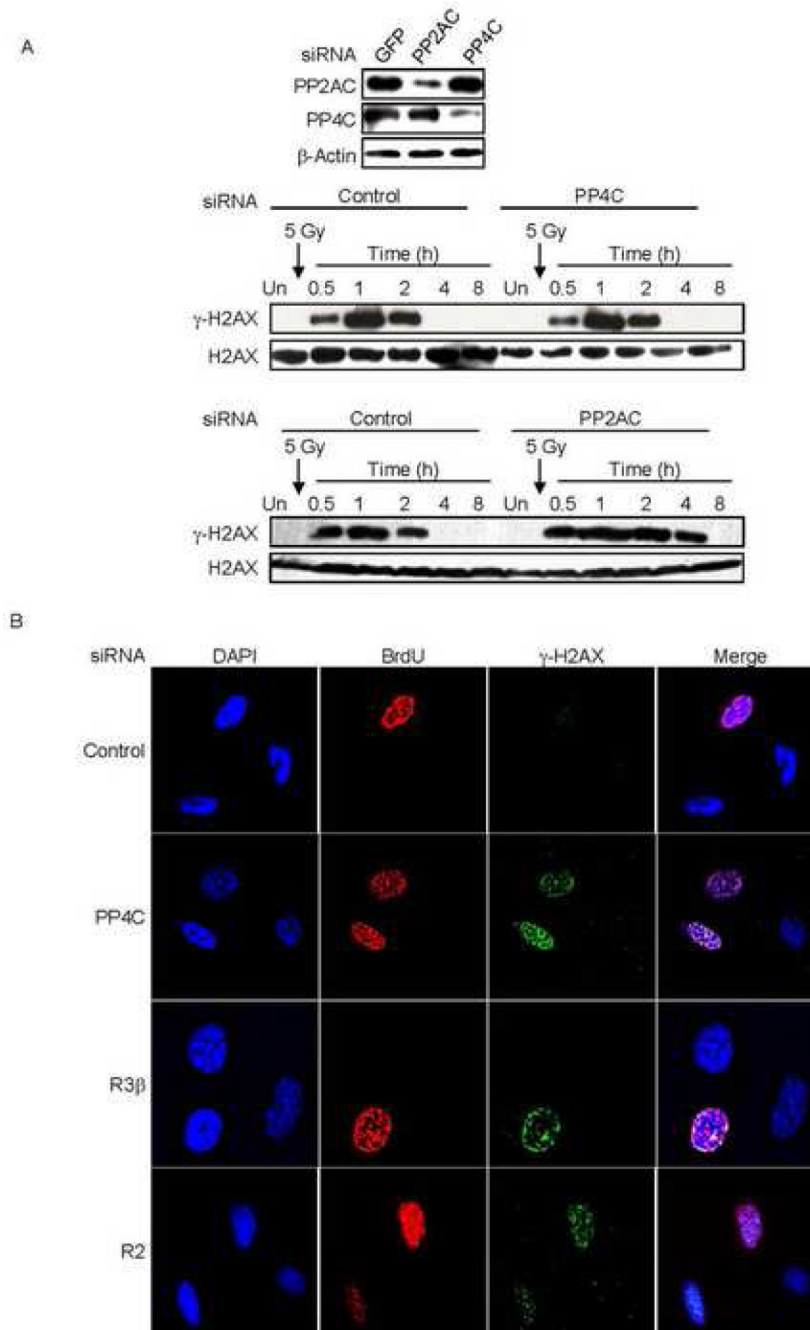 A
siRNA GFP PP2AC PP4C
PP2AC
PP4C
β-Actin
siRNA Control PP4C
5 Gy 5 Gy
Time (h) Time (h)
Un 0.5 1 2 4 8 Un 0.5 1 2 4 8
γ-H2AX
H2AX
siRNA Control PP2AC
5 Gy 5 Gy
Time (h) Time (h)
Un 0.5 1 2 4 8 Un 0.5 1 2 4 8
γ-H2AX
H2AX
B
siRNA DAPI BrdU γ-H2AX Merge
Control
PP4C
R3β
R2